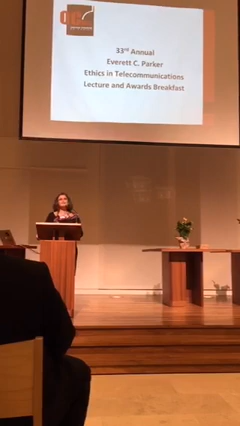 33rd Annual
Everett C. Parker
Ethics in Telecommunications
Lecture and Awards Breakfast